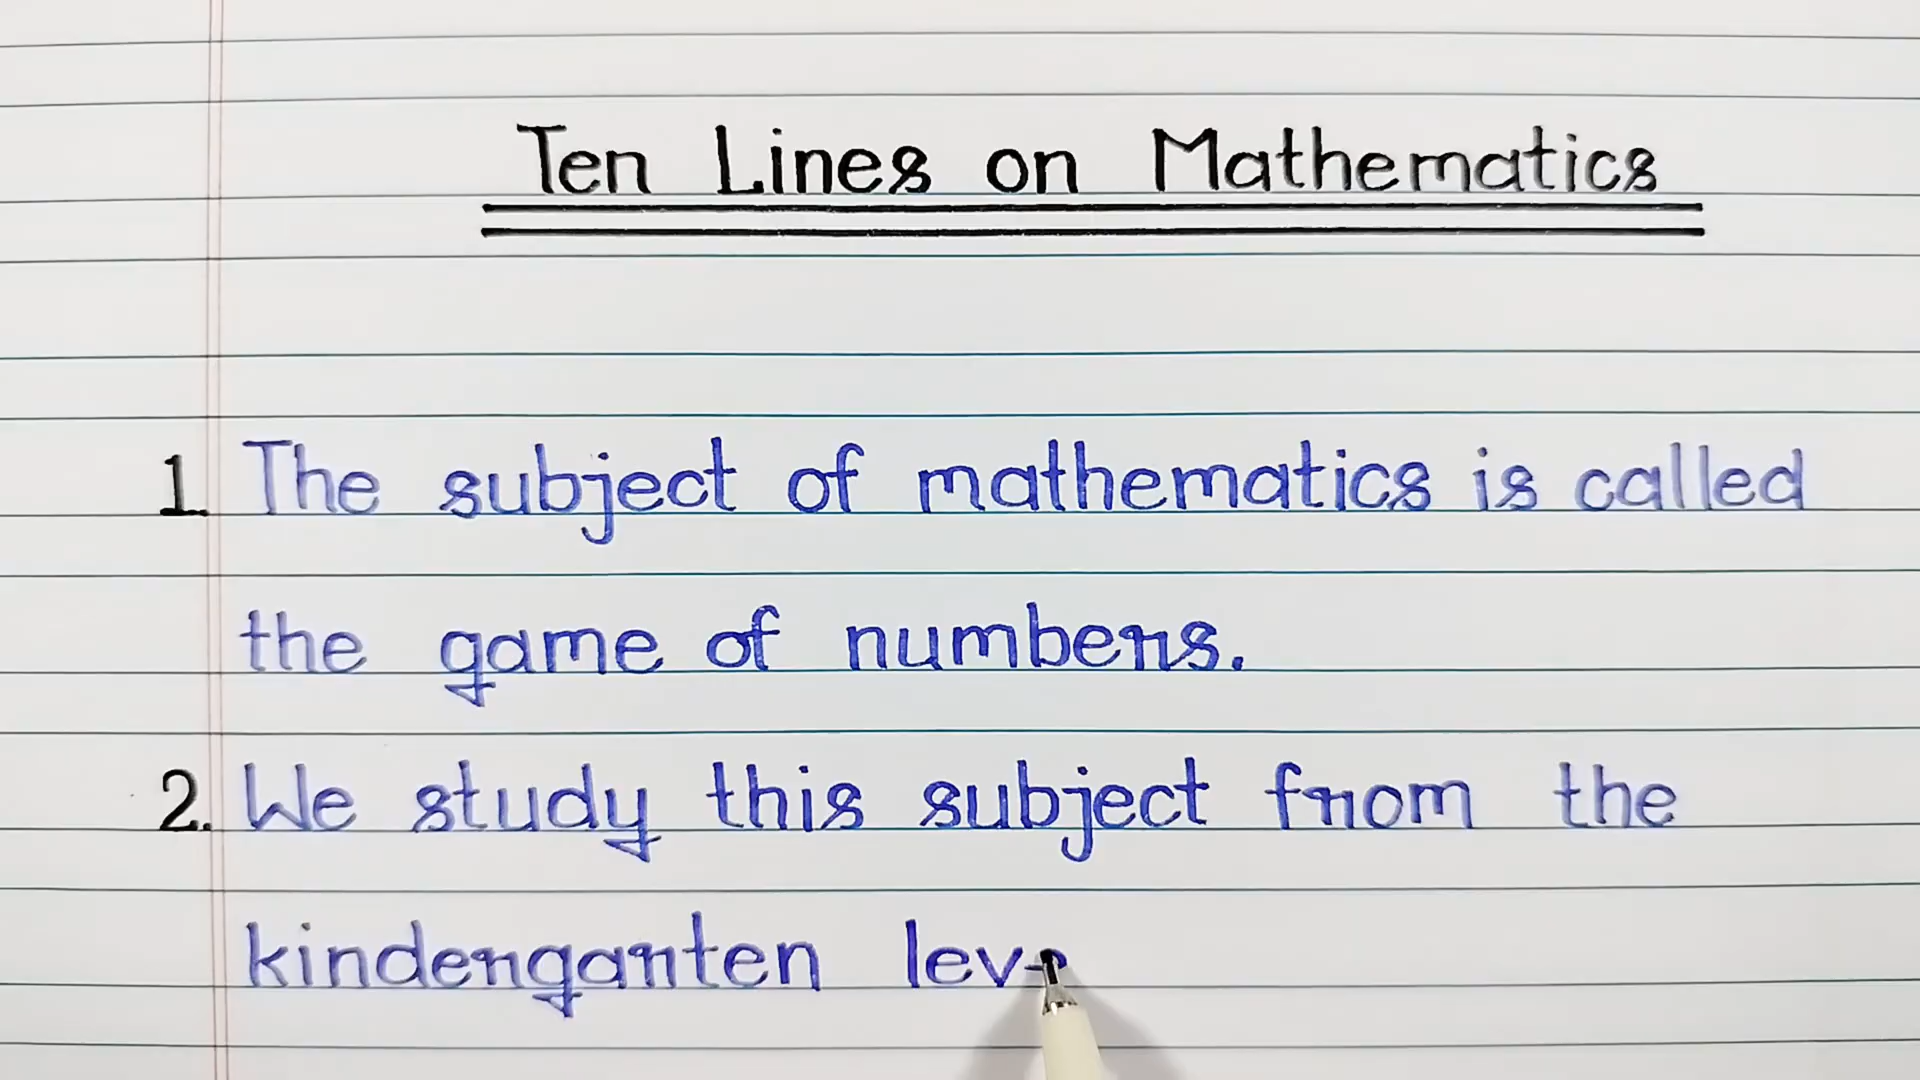 Ten Lines on Mathematics
1. The subject of mathematics is called
the game of numbers.
2. We study this subject from the
kindergarten leve